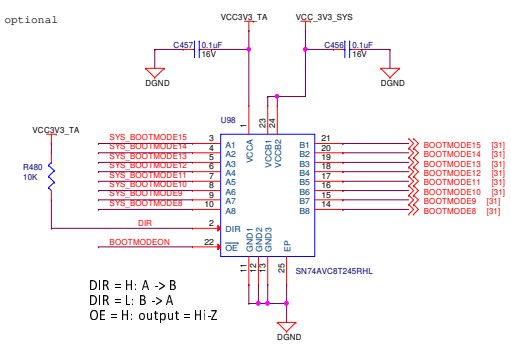 optional
VCC3V3_TA
VCC_3V3_SYS
C457 0.1uF
16V
C456 0.1uF
16V
DGND
DGND
U98
1
23
24
VCCA
VCCB1
VCCB2
VCC3V3_TA
R480
10K
SYS_BOOTMODE15 3 A1 B1 21 BOOTMODE15 [31]
SYS_BOOTMODE14 4 A2 B2 20 BOOTMODE14 [31]
SYS_BOOTMODE13 5 A3 B3 19 BOOTMODE13 [31]
SYS_BOOTMODE12 6 A4 B4 18 BOOTMODE12 [31]
SYS_BOOTMODE11 7 A5 B5 17 BOOTMODE11 [31]
SYS_BOOTMODE10 8 A6 B6 16 BOOTMODE10 [31]
SYS_BOOTMODE9 9 A7 B7 15 BOOTMODE9 [31]
SYS_BOOTMODE8 10 A8 B8 14 BOOTMODE8 [31]
DIR 2 DIR
BOOTMODEON 22 OE
GND1
GND2
GND3
EP
11
12
13
25
SN74AVC8T245RHL
DIR = H: A -> B
DIR = L: B -> A
OE = H: output = Hi-Z
DGND